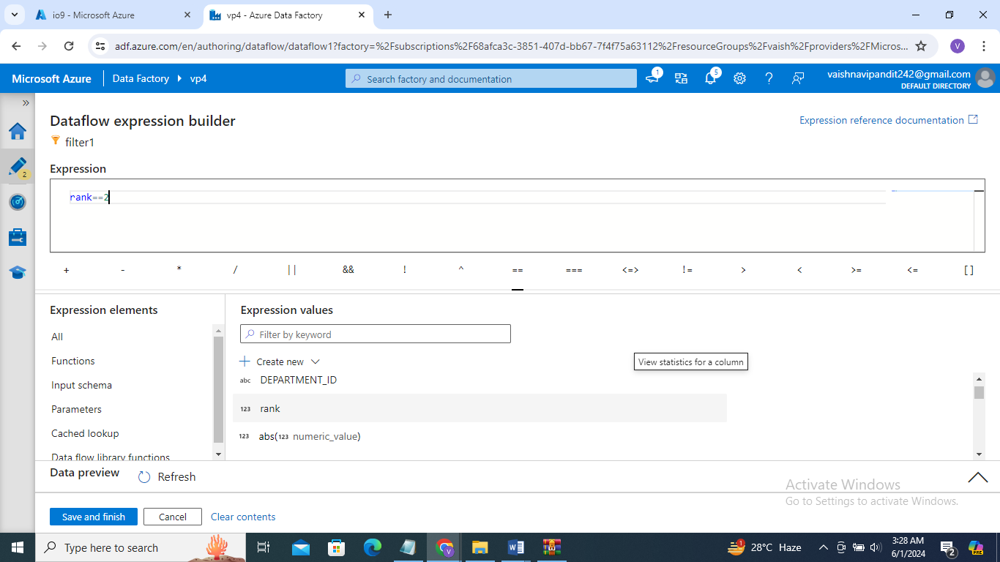 io9 - Microsoft Azure
vp4 - Azure Data Factory
adf.azure.com/en/authoring/dataflow/dataflow1?factory=%2Fsubscriptions%2F68afca3c-3851-407d-bb67-7f4f75a63112%2FresourceGroups%2Fvaish%2Fproviders%2FMicros...
V
Microsoft Azure
Data Factory
vp4
Search factory and documentation
1
5
vaishnavipandit242@gmail.com
DEFAULT DIRECTORY
Dataflow expression builder
Expression reference documentation
filter1
2
Expression
rank==2
+ - * / || && ! ^ == === <=> != > < >= <= []
Expression elements
All
Functions
Input schema
Parameters
Cached lookup
Data flow library functions
Expression values
Filter by keyword
Create new
View statistics for a column
abc DEPARTMENT_ID
123 rank
123 abs(123 numeric_value)
Data preview
Refresh
Activate Windows
Go to Settings to activate Windows.
Save and finish
Cancel
Clear contents
Type here to search
V
1
28°C Haze
3:28 AM
6/1/2024
2
PRE